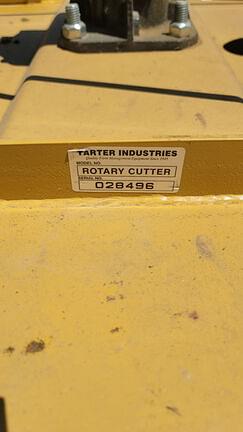 TARTER INDUSTRIES
Quality Farm Management Equipment Since 1945
MODEL NO.
ROTARY CUTTER
SERIAL NO.
028496